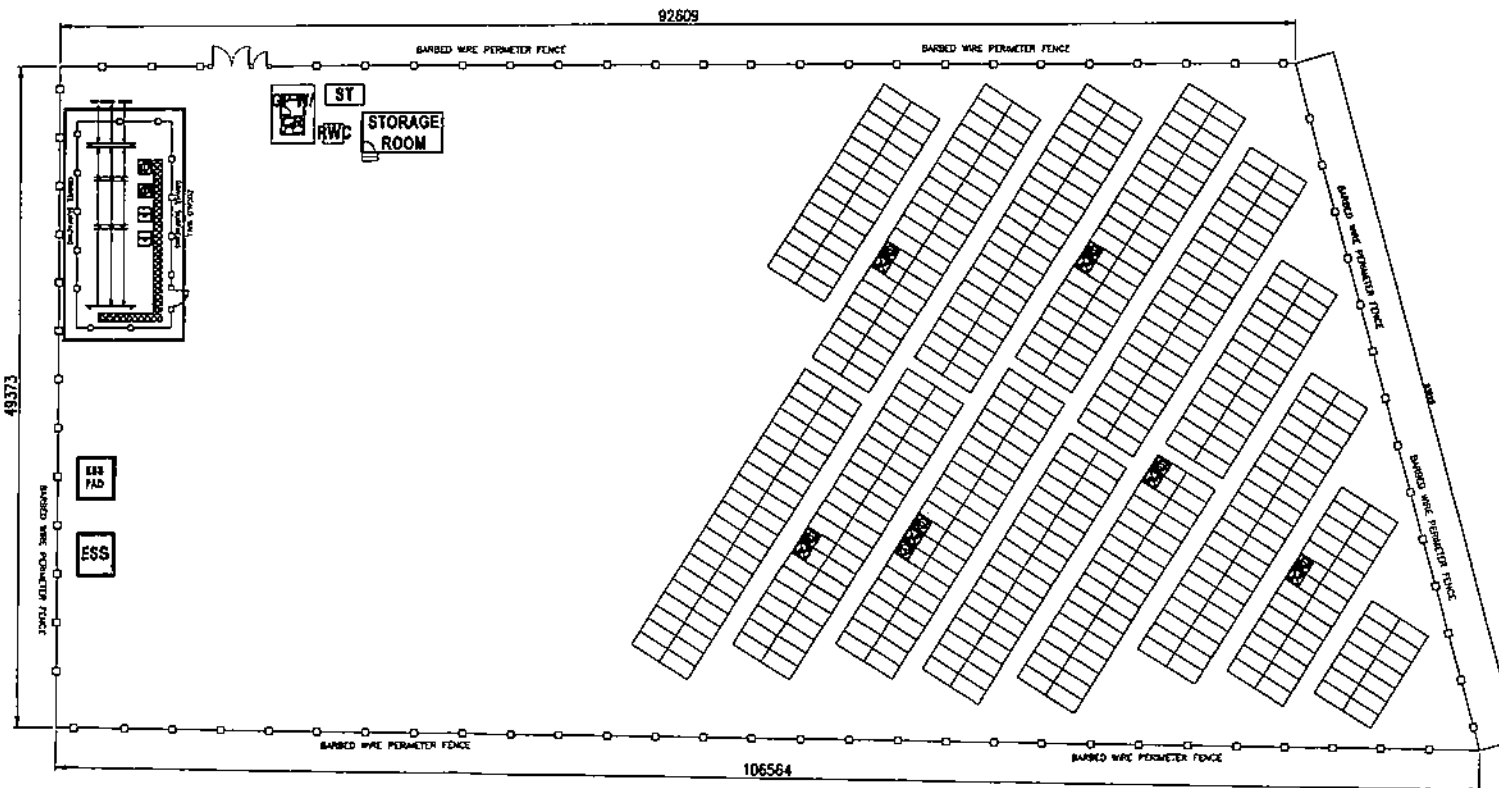 92609
BARBED WIRE PERIMETER FENCE
BARBED WIRE PERIMETER FENCE
ST
RWC
STORAGE
ROOM
BARBED WIRE PERIMETER FENCE
49373
ESS
PAD
ESS
BARBED WIRE PERIMETER FENCE
BARBED WIRE PERIMETER FENCE
BARBED WIRE PERIMETER FENCE
BARBED WIRE PERIMETER FENCE
106564